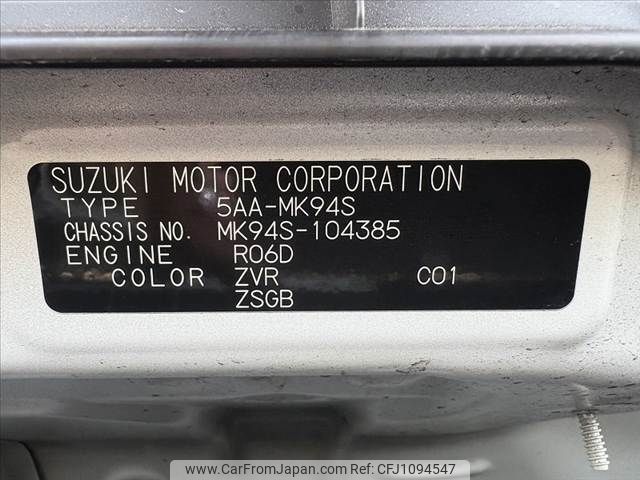 SUZUKI MOTOR CORPORATION
TYPE 5AA-MK94S
CHASSIS NO. MK94S-104385
ENGINE R06D
COLOR ZVR C01
ZSGB
www.CarFromJapan.com | CFJ1094547